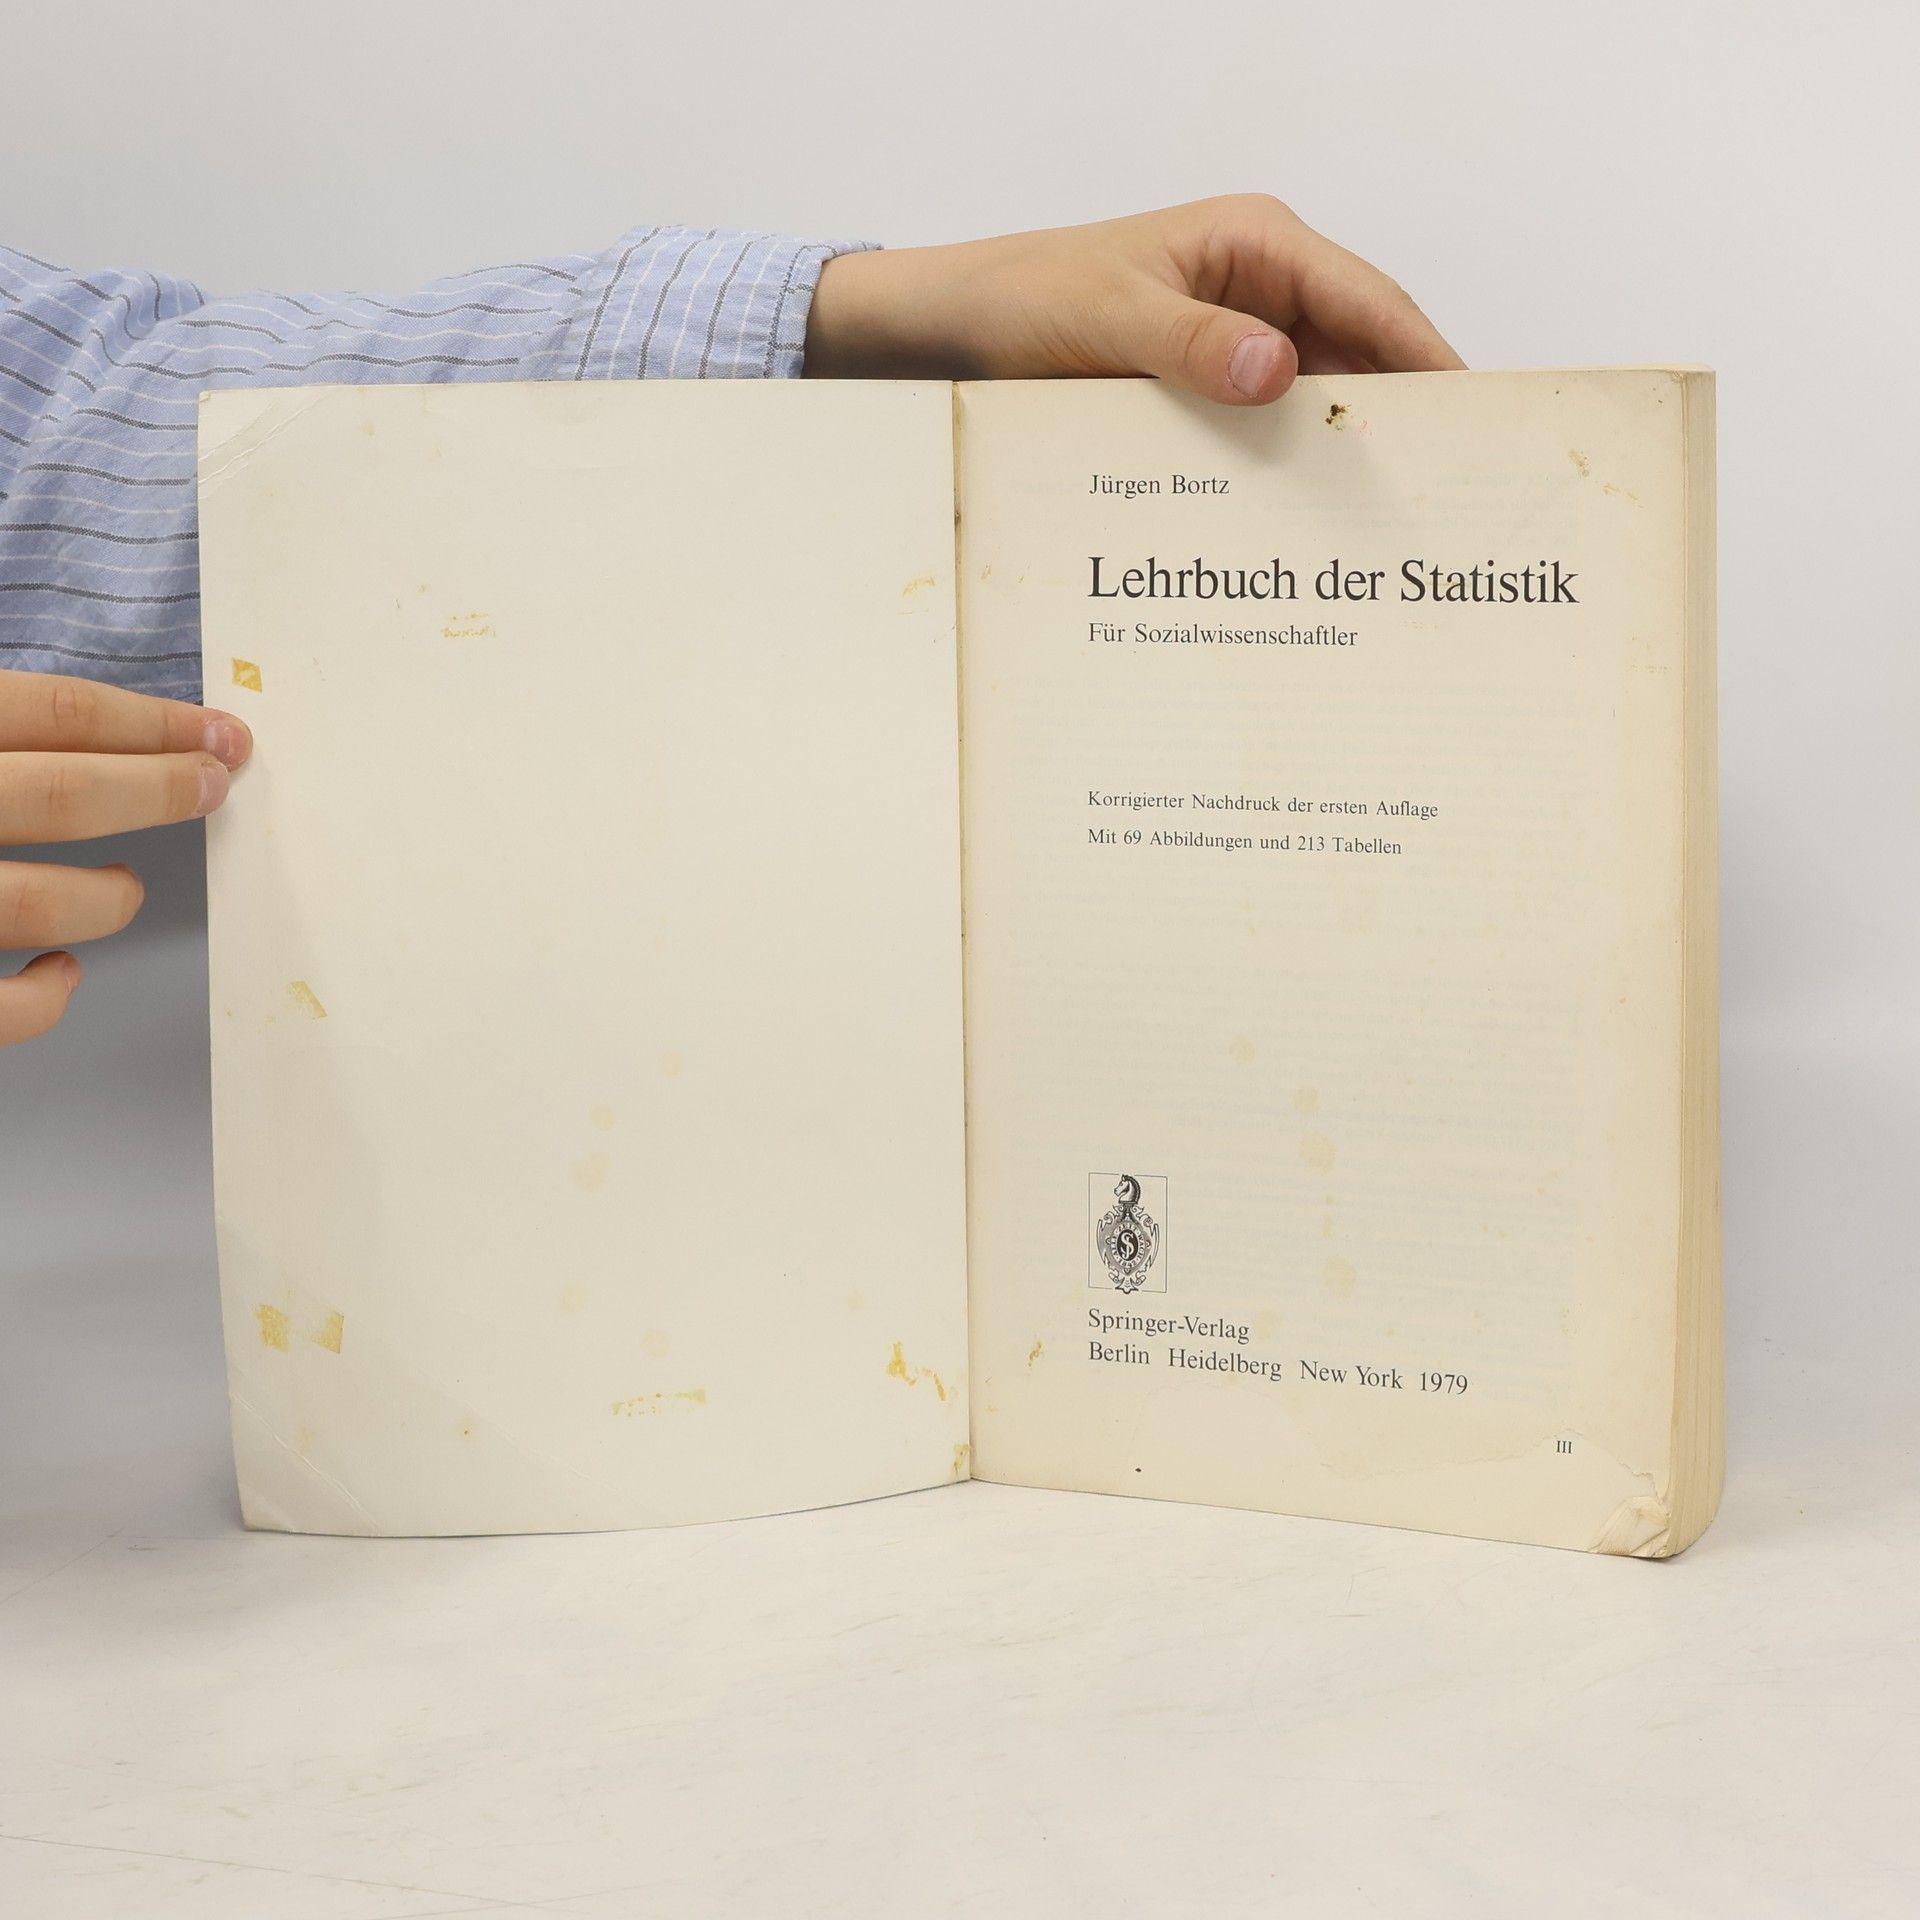 Jürgen Bortz
Lehrbuch der Statistik
Für Sozialwissenschaftler
Korrigierter Nachdruck der ersten Auflage
Mit 69 Abbildungen und 213 Tabellen
Springer-Verlag
Berlin Heidelberg New York 1979
III